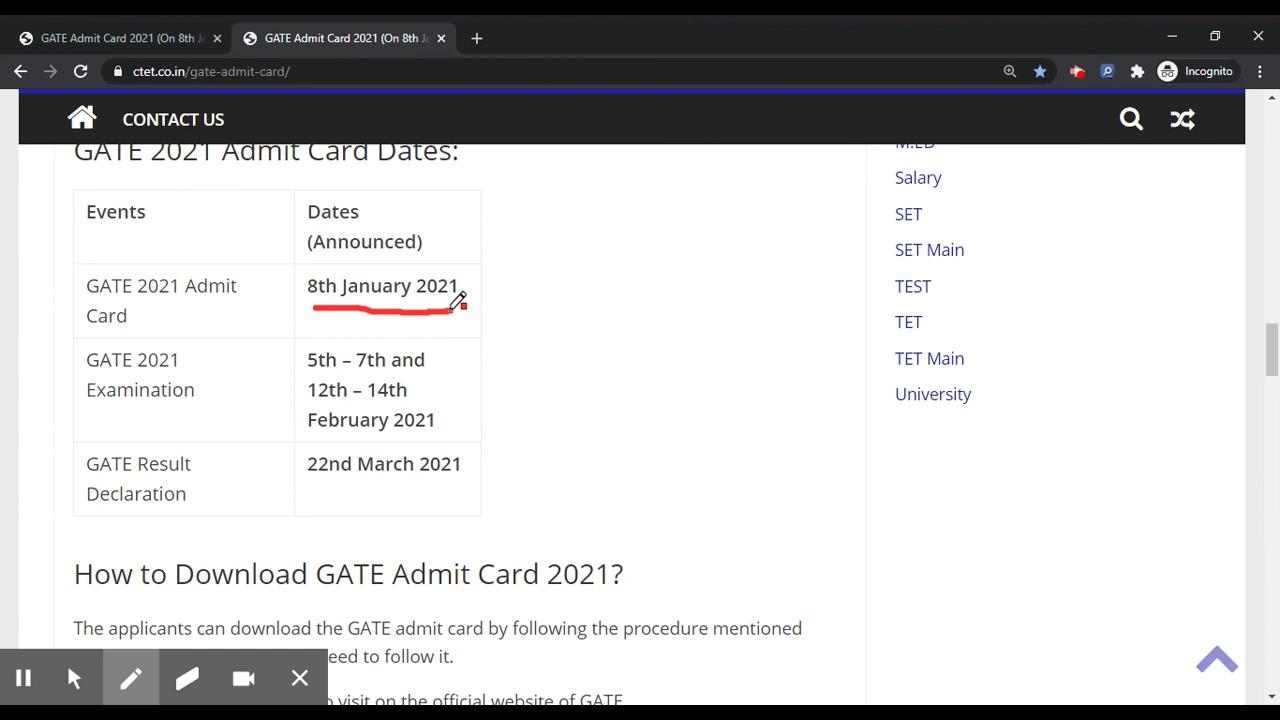 GATE Admit Card 2021 (On 8th J
GATE Admit Card 2021 (On 8th Ja
ctet.co.in/gate-admit-card/
Incognito
CONTACT US
GATE 2021 Admit Card Dates:
Events
Dates
(Announced)
GATE 2021 Admit
Card
8th January 2021
GATE 2021
Examination
5th – 7th and
12th – 14th
February 2021
GATE Result
Declaration
22nd March 2021
How to Download GATE Admit Card 2021?
The applicants can download the GATE admit card by following the procedure mentioned
eed to follow it.
o visit on the official website of GATE
M.ED
Salary
SET
SET Main
TEST
TET
TET Main
University